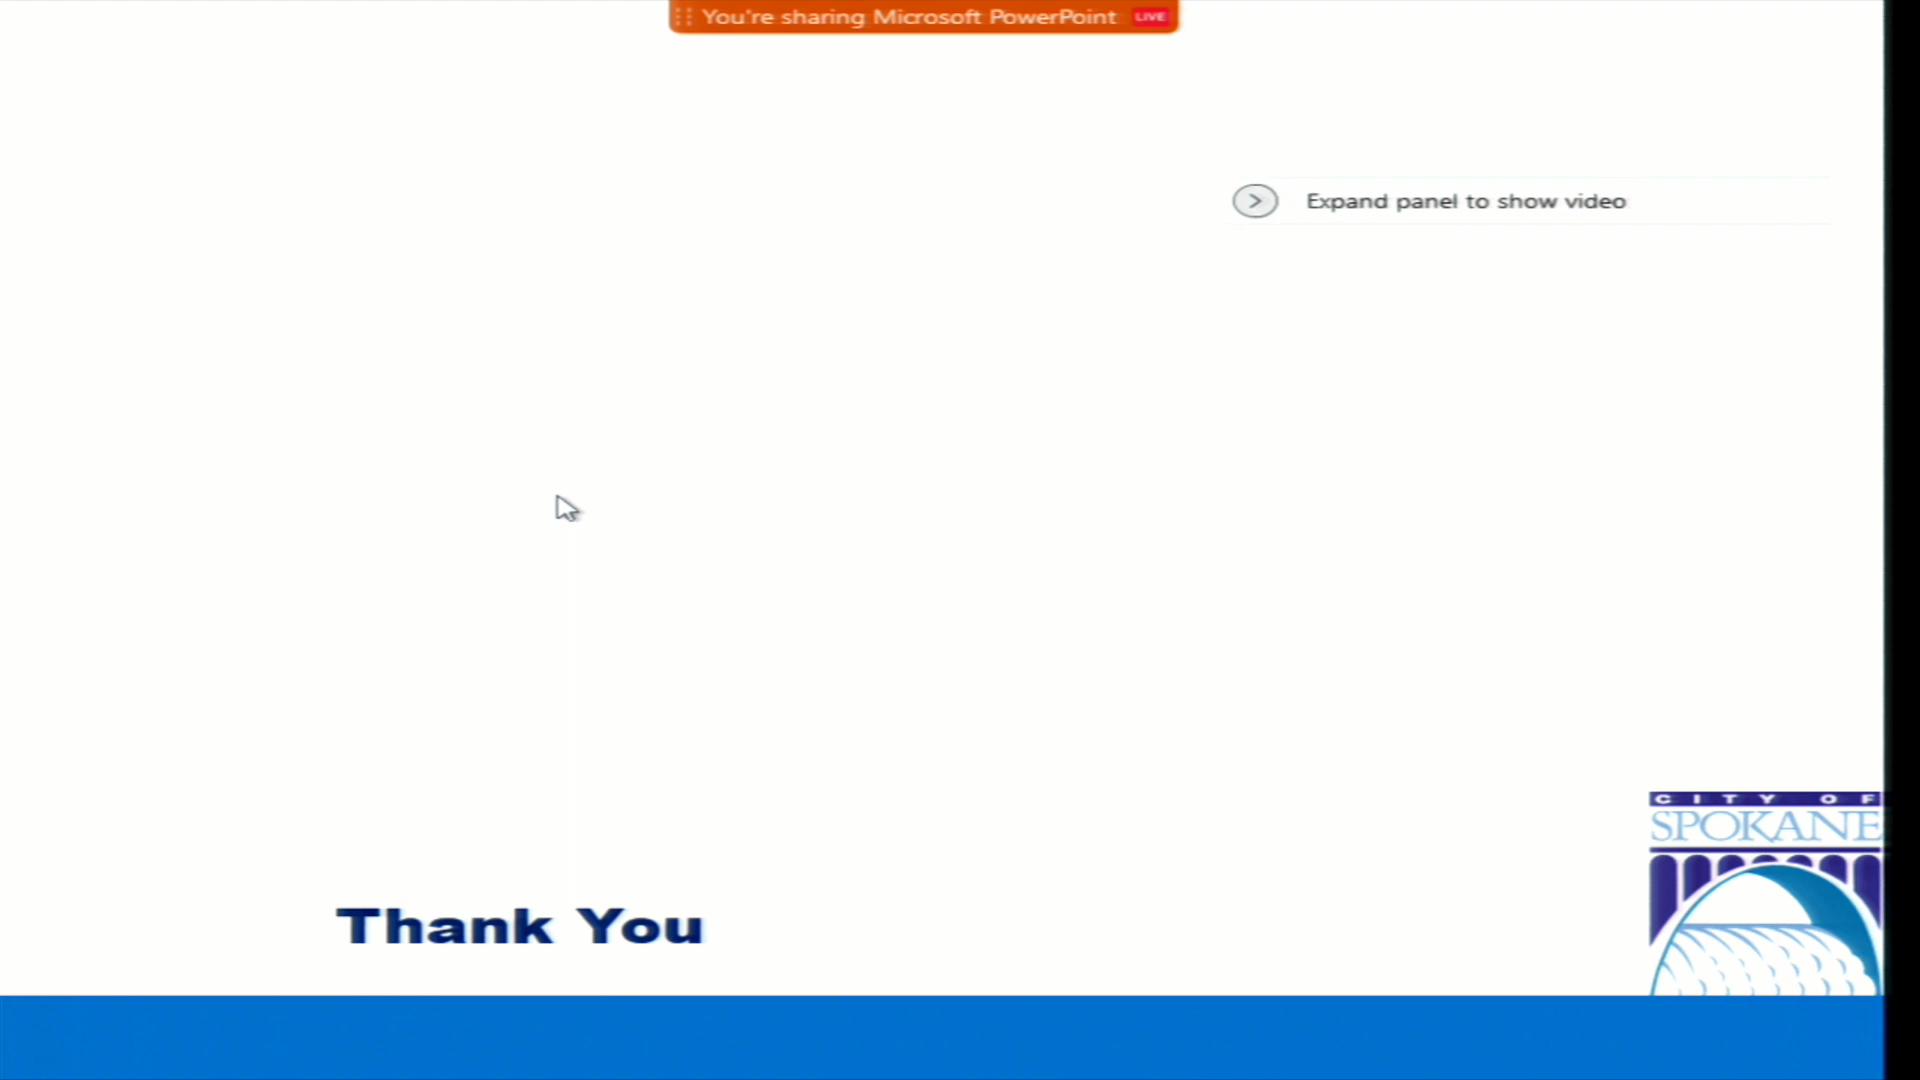 You're sharing Microsoft PowerPoint LIVE
Expand panel to show video
CITY OF
SPOKANE
Thank You